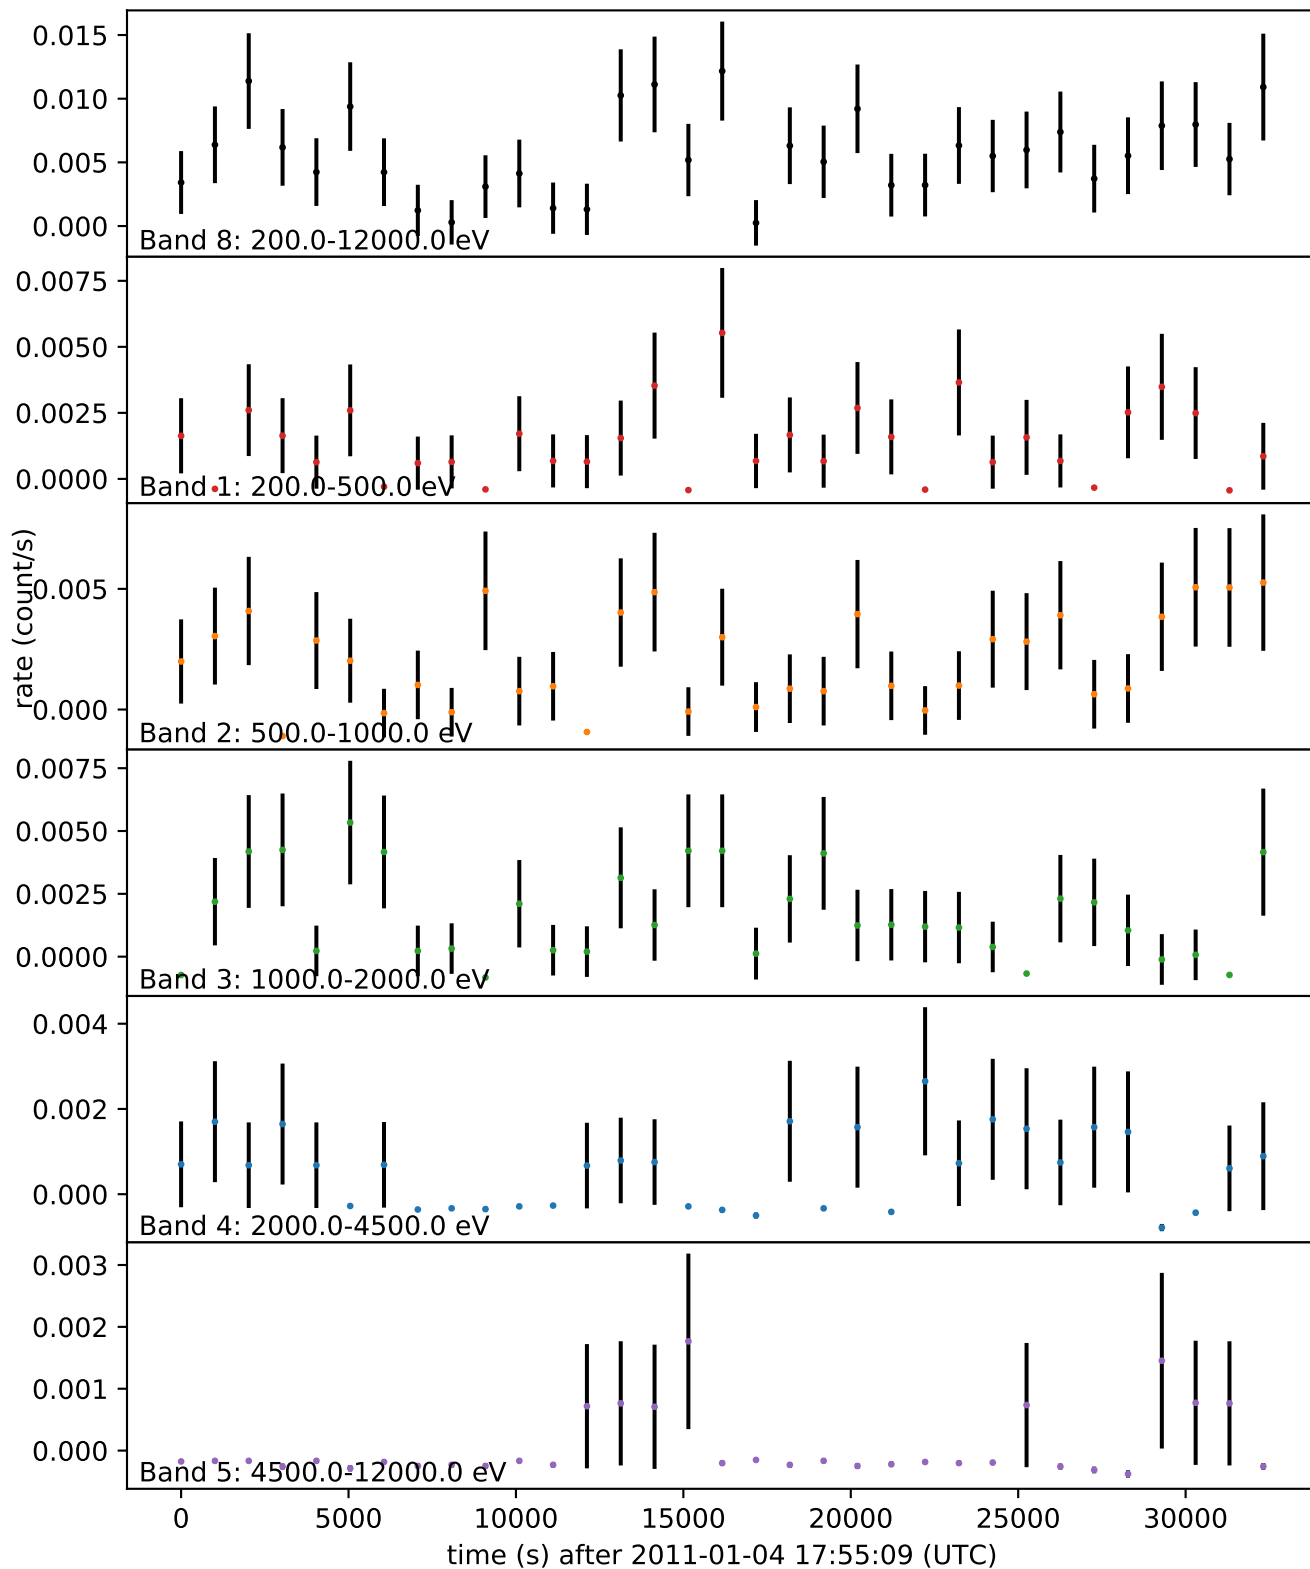 0.015
0.010
0.005
0.000
Band 8: 200.0-12000.0 eV
0.0075
0.0050
0.0025
0.0000
Band 1: 200.0-500.0 eV
rate (count/s)
0.005
0.000
Band 2: 500.0-1000.0 eV
0.0075
0.0050
0.0025
0.0000
Band 3: 1000.0-2000.0 eV
0.004
0.002
0.000
Band 4: 2000.0-4500.0 eV
0.003
0.002
0.001
0.000
Band 5: 4500.0-12000.0 eV
0 5000 10000 15000 20000 25000 30000
time (s) after 2011-01-04 17:55:09 (UTC)